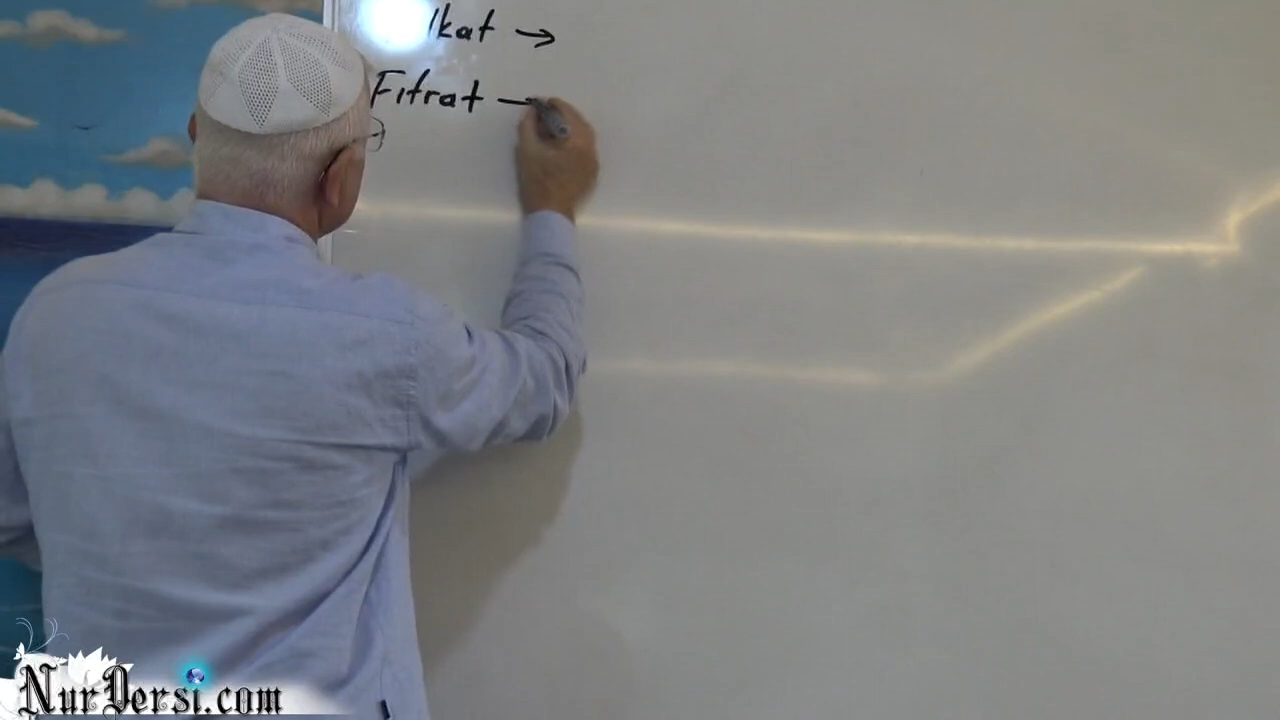 lkat →
Fıtrat →
NurDersi.com